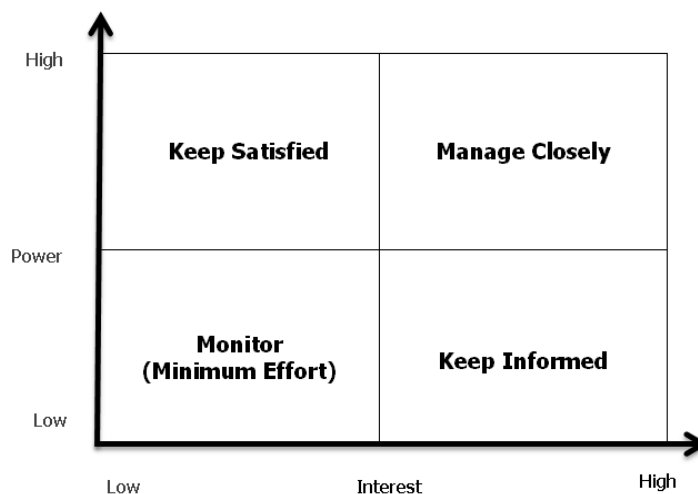 High
Keep Satisfied
Manage Closely
Power
Monitor
(Minimum Effort)
Keep Informed
Low
Low
Interest
High